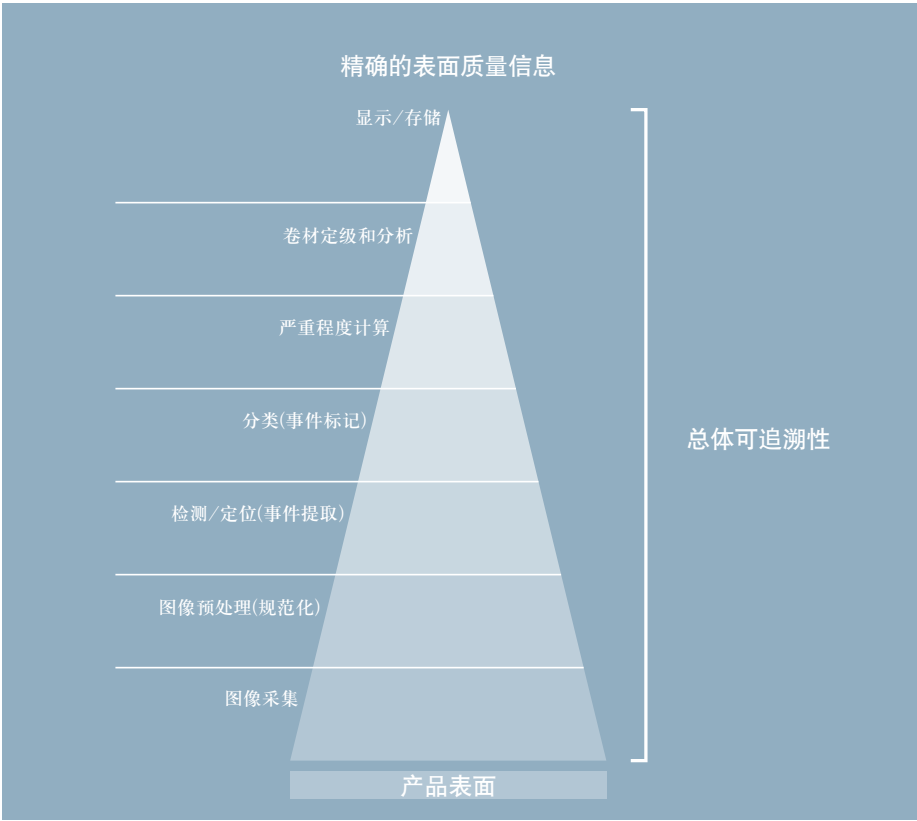 精确的表面质量信息
显示/存储
卷材定级和分析
严重程度计算
分类(事件标记)
总体可追溯性
检测/定位(事件提取)
图像预处理(规范化)
图像采集
产品表面